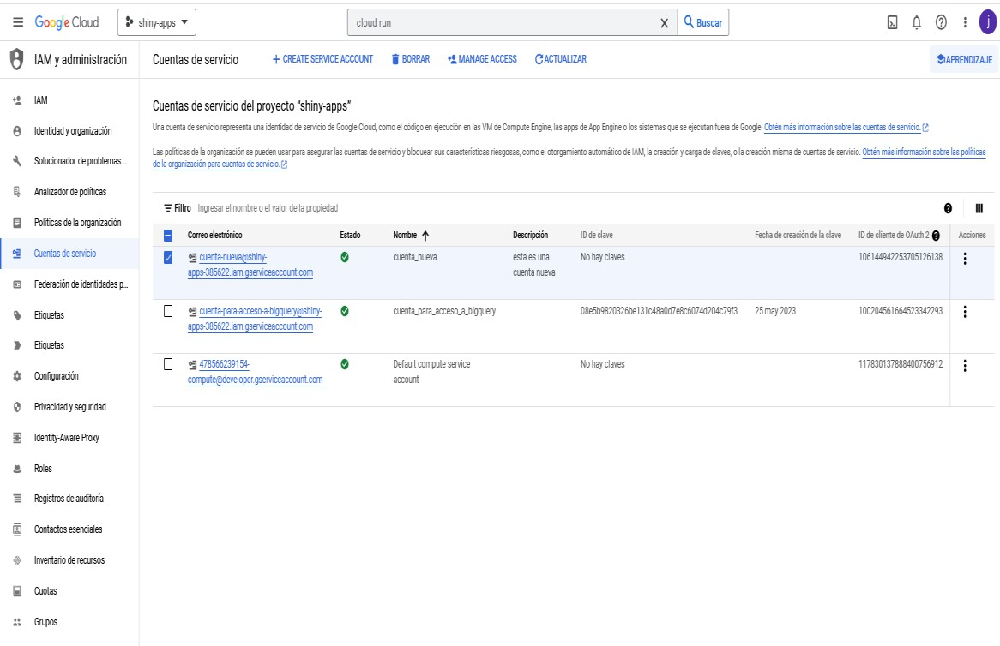 Google Cloud
shiny-apps
cloud run
X
Buscar
j
IAM y administración
Cuentas de servicio
+ CREATE SERVICE ACCOUNT
BORRAR
MANAGE ACCESS
ACTUALIZAR
APRENDIZAJE
IAM
Identidad y organización
Solucionador de problemas ...
Analizador de políticas
Políticas de la organización
Cuentas de servicio
Federación de identidades p...
Etiquetas
Etiquetas
Configuración
Privacidad y seguridad
Identity-Aware Proxy
Roles
Registros de auditoría
Contactos esenciales
Inventario de recursos
Cuotas
Grupos
Cuentas de servicio del proyecto "shiny-apps"
Una cuenta de servicio representa una identidad de servicio de Google Cloud, como el código en ejecución en las VM de Compute Engine, las apps de App Engine o los sistemas que se ejecutan fuera de Google. Obtén más información sobre las cuentas de servicio.
Las políticas de la organización se pueden usar para asegurar las cuentas de servicio y bloquear sus características riesgosas, como el otorgamiento automático de IAM, la creación y carga de claves, o la creación misma de cuentas de servicio. Obtén más información sobre las políticas
de la organización para cuentas de servicio.
Filtro Ingresar el nombre o el valor de la propiedad
Correo electrónico Estado Nombre Descripción ID de clave Fecha de creación de la clave ID de cliente de OAuth 2 Acciones
cuenta-nueva@shiny- cuenta_nueva esta es una No hay claves 106144942253705126138
apps-385622.iam.gserviceaccount.com cuenta nueva
cuenta-para-acceso-a-bigquery@shiny- cuenta_para_acceso_a_bigquery 08e5b9820326be131c48a0d7e8c6074d204c79f3 25 may 2023 100204561664523342293
apps-385622.iam.gserviceaccount.com
478566239154- Default compute service No hay claves 117830137888400756912
compute@developer.gserviceaccount.com account